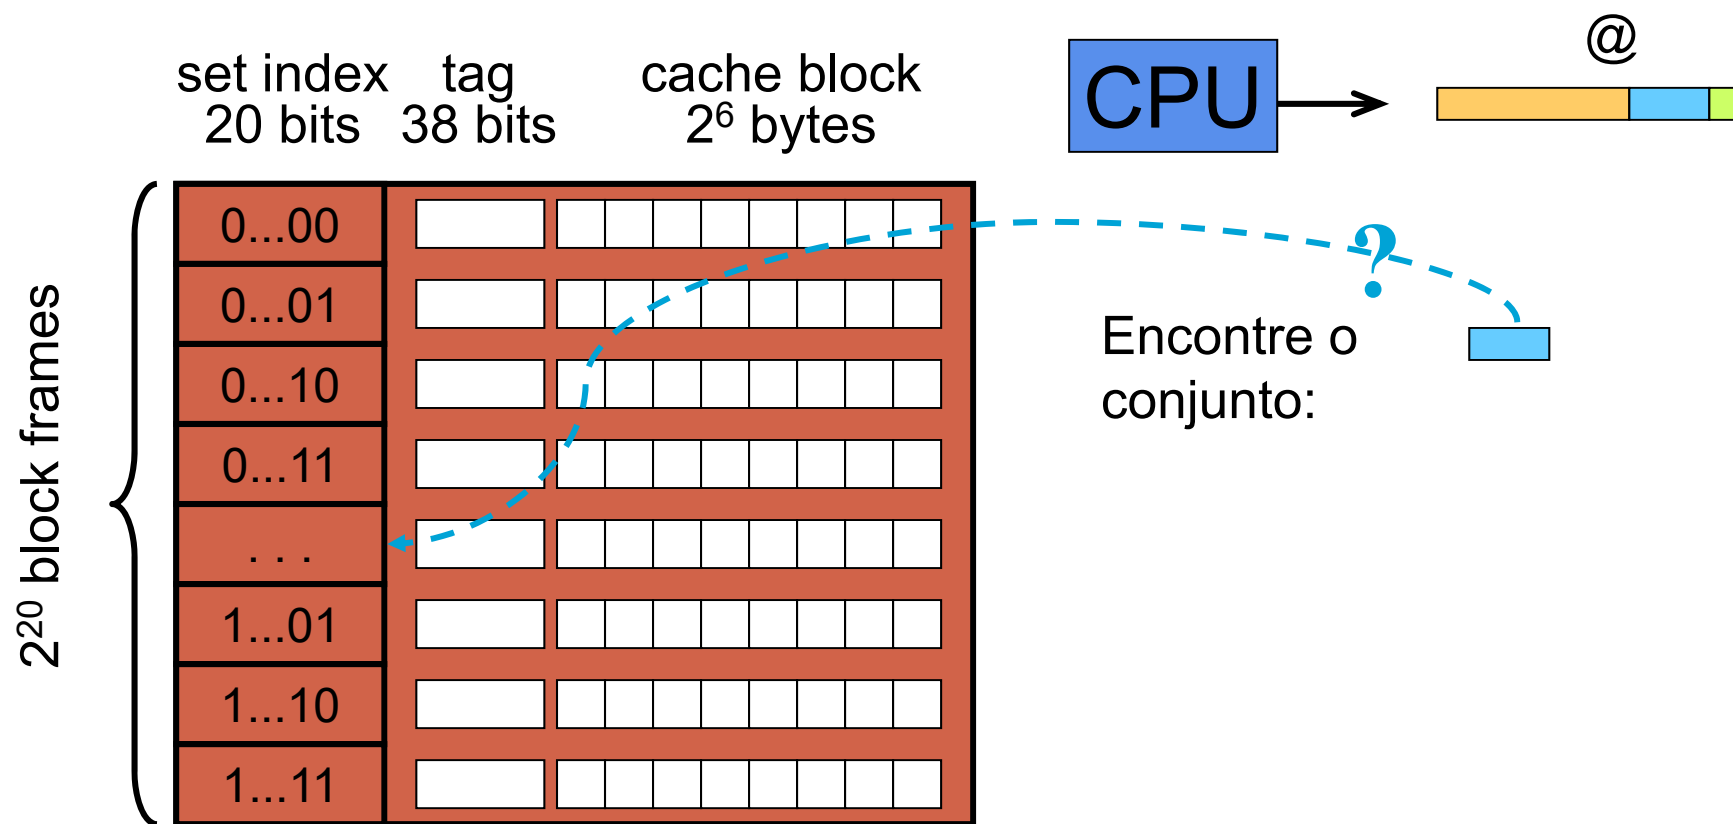 set index tag cache block
20 bits 38 bits 2⁶ bytes
CPU
@
2²⁰ block frames
0...00
0...01
0...10
0...11
. . .
1...01
1...10
1...11
?
Encontre o
conjunto: